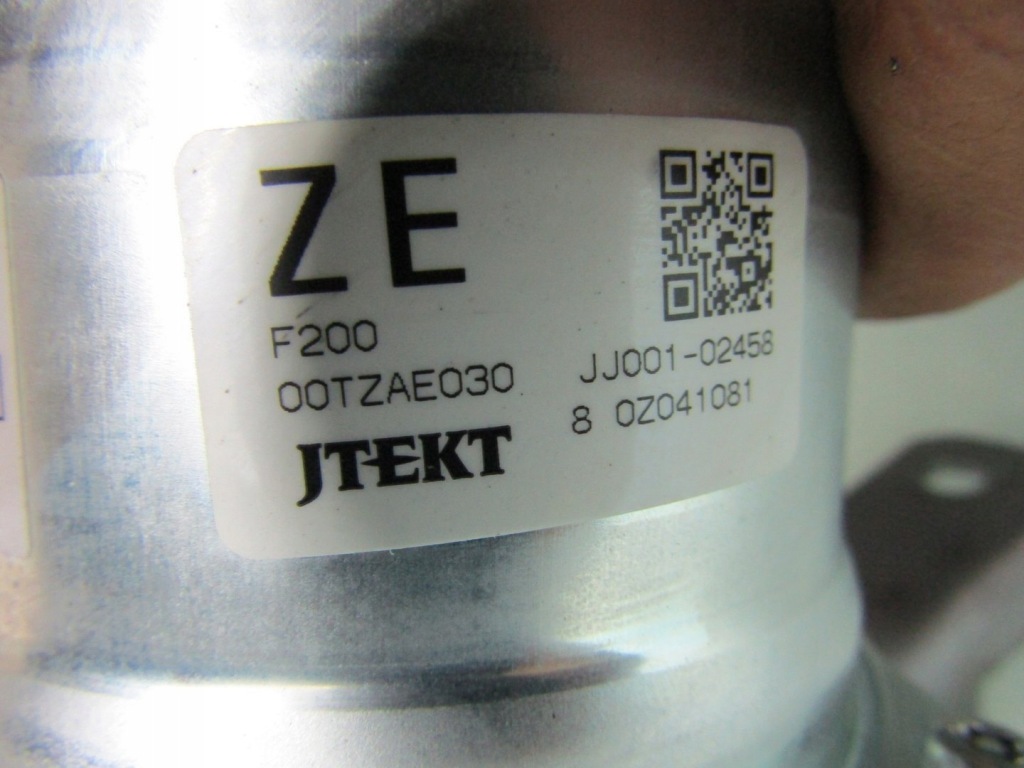 ZE
F200
00TZAE030
JTEKT
JJ001-02458
8 0Z041081